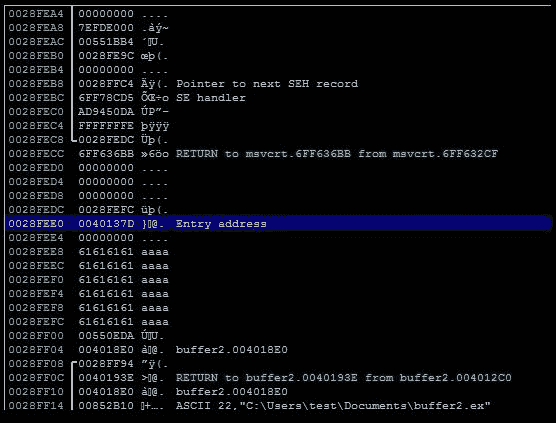 0028FEA4 00000000 ....
0028FEA8 7EFDE000 .àý~
0028FEAC 00551BB4 ´U.
0028FEB0 0028FE9C œþ(.
0028FEB4 00000000 ....
0028FEB8 0028FFC4 Äÿ(. Pointer to next SEH record
0028FEBC 6FF78CD5 ÕŒ÷o SE handler
0028FEC0 AD9450DA ÚP”-
0028FEC4 FFFFFFFE þÿÿÿ
0028FEC8 0028FEDC Üþ(.
0028FECC 6FF636BB »6öo RETURN to msvcrt.6FF636BB from msvcrt.6FF632CF
0028FED0 00000000 ....
0028FED4 00000000 ....
0028FED8 00000000 ....
0028FEDC 0028FEFC üþ(.
0028FEE0 0040137D }@. Entry address
0028FEE4 00000000 ....
0028FEE8 61616161 aaaa
0028FEEC 61616161 aaaa
0028FEF0 61616161 aaaa
0028FEF4 61616161 aaaa
0028FEF8 61616161 aaaa
0028FEFC 61616161 aaaa
0028FF00 00550EDA ÚU.
0028FF04 004018E0 à@. buffer2.004018E0
0028FF08 0028FF94 ”ÿ(.
0028FF0C 0040193E >@. RETURN to buffer2.0040193E from buffer2.004012C0
0028FF10 004018E0 à@. buffer2.004018E0
0028FF14 00852B10 +…. ASCII 22,"C:\Users\test\Documents\buffer2.ex"